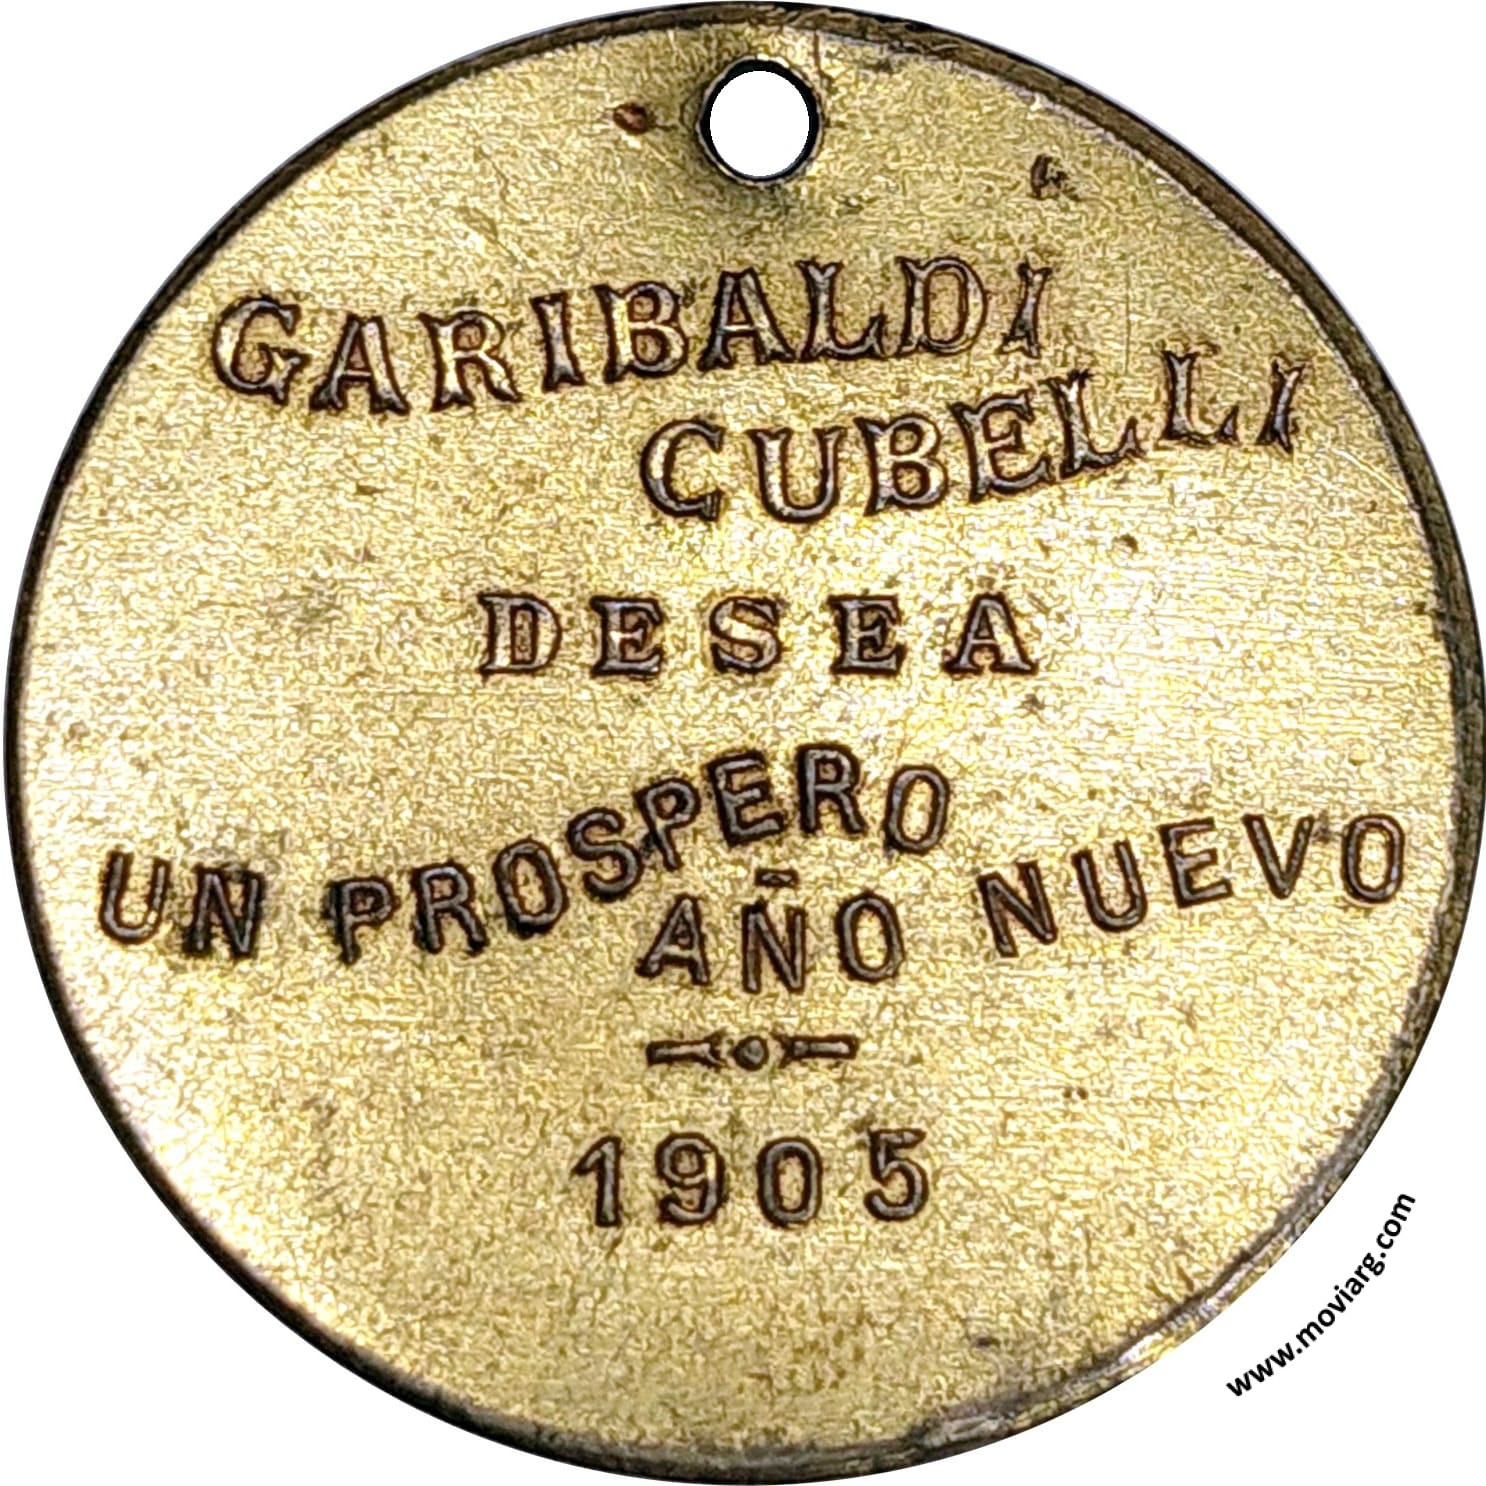 GARIBALDI
CUBELLI
DESEA
UN PROSPERO
AÑO NUEVO
1905
www.moviarg.com